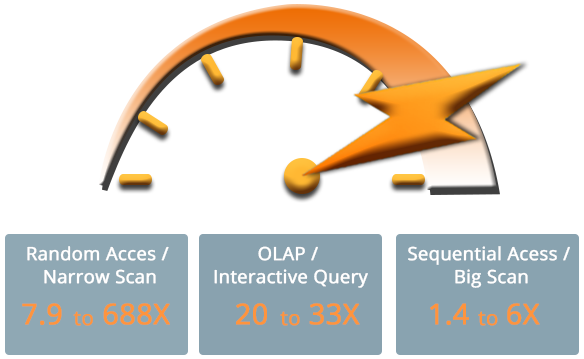 Random Acces /
Narrow Scan
7.9 to 688X
OLAP /
Interactive Query
20 to 33X
Sequential Acess /
Big Scan
1.4 to 6X